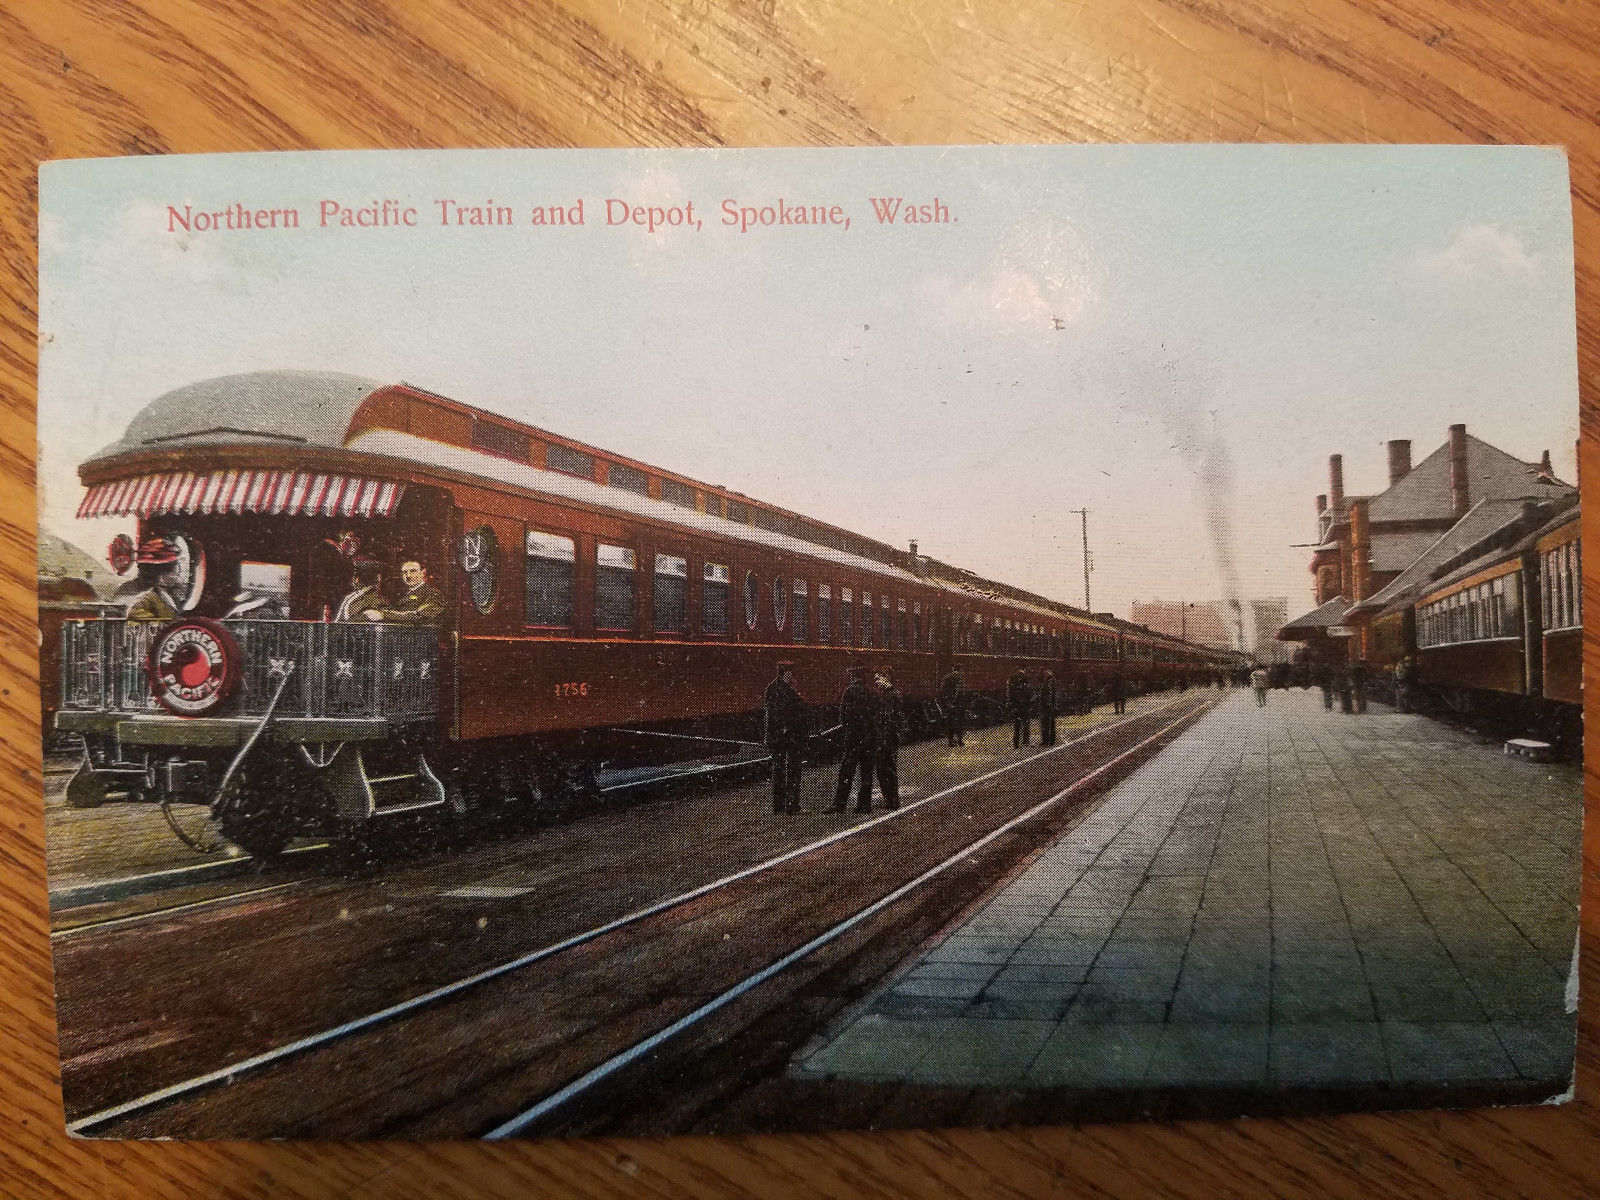 Northern Pacific Train and Depot, Spokane, Wash.
NORTHERN
PACIFIC
1756